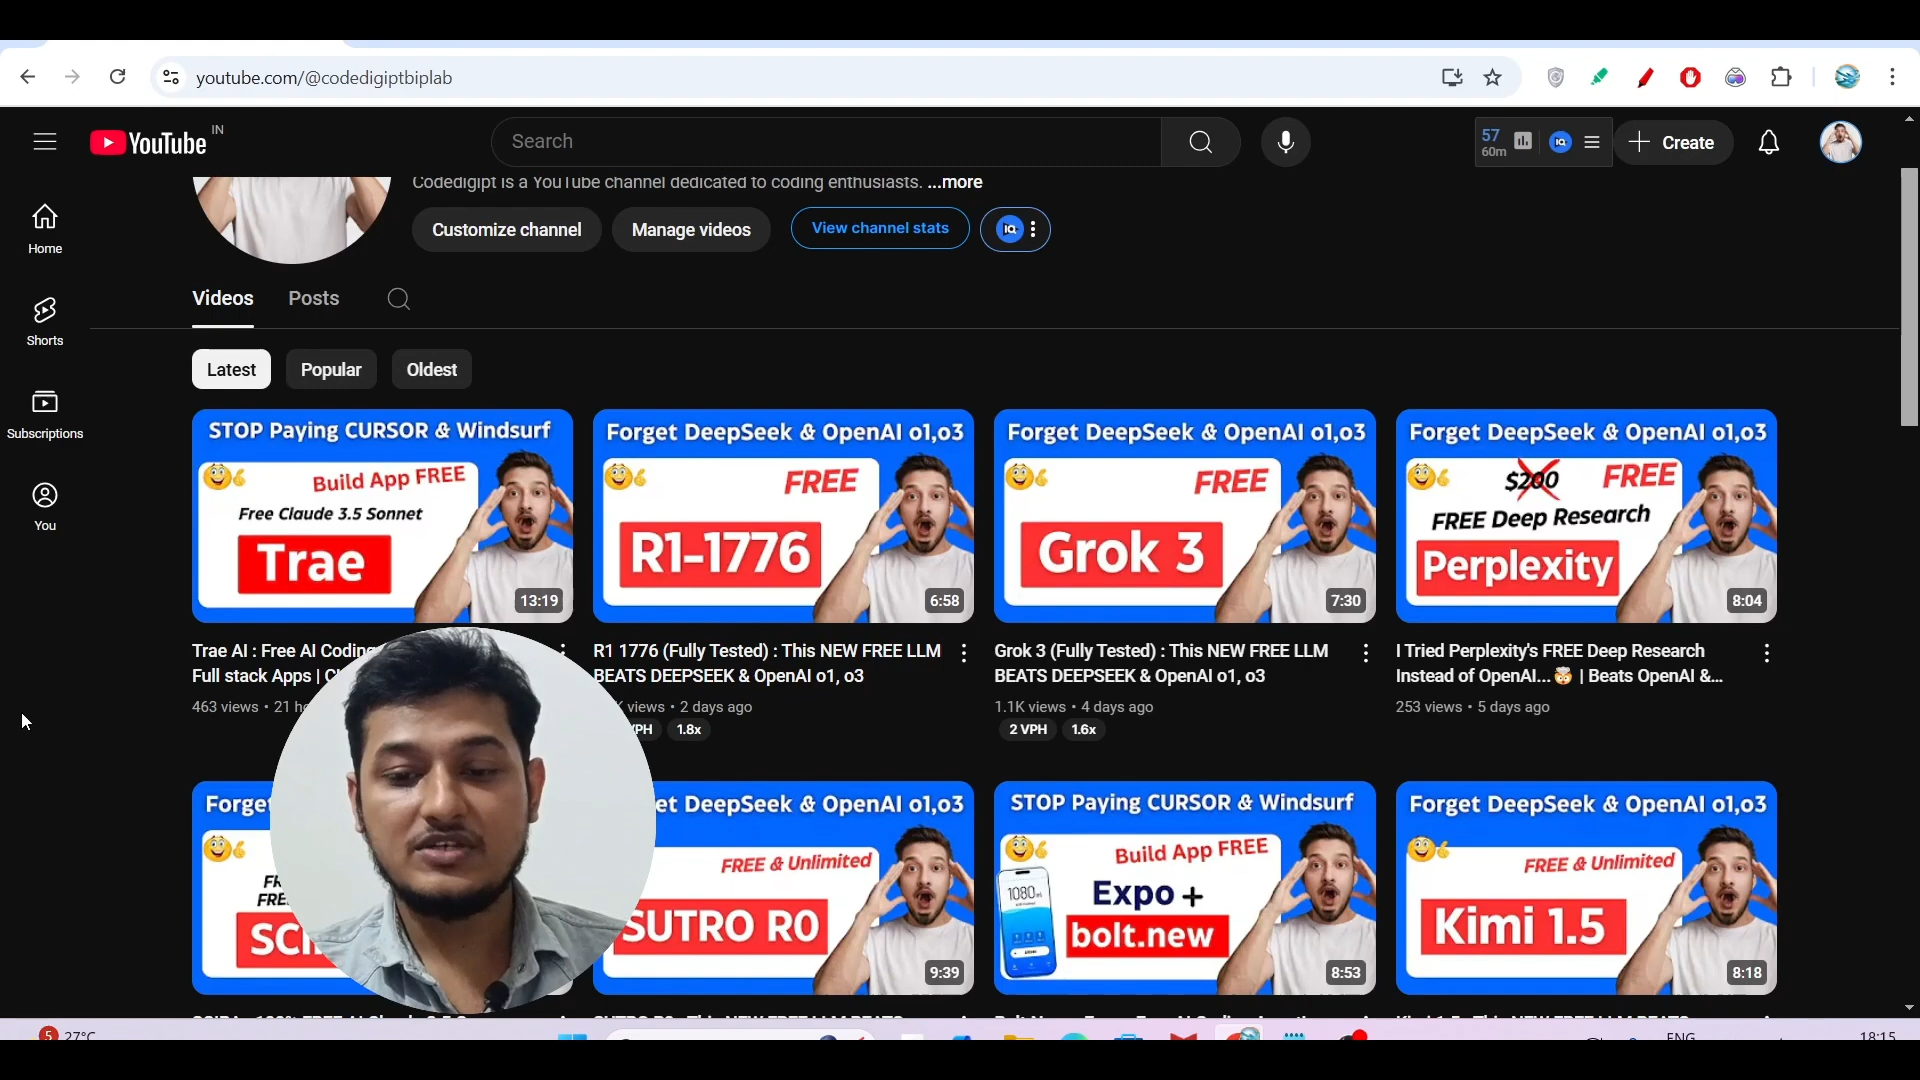 youtube.com/@codedigiptbiplab
YouTube IN
Search
57
60m
Create
Codedigipt is a YouTube channel dedicated to coding enthusiasts. ...more
Customize channel
Manage videos
View channel stats
Home
Shorts
Subscriptions
You
Videos
Posts
Latest
Popular
Oldest
STOP Paying CURSOR & Windsurf
Build App FREE
Free Claude 3.5 Sonnet
Trae
13:19
Forget DeepSeek & OpenAI o1,o3
FREE
R1-1776
6:58
Forget DeepSeek & OpenAI o1,o3
FREE
Grok 3
7:30
Forget DeepSeek & OpenAI o1,o3
$200 FREE
FREE Deep Research
Perplexity
8:04
Trae AI : Free AI Coding
Full stack Apps |
463 views • 21
R1 1776 (Fully Tested) : This NEW FREE LLM
BEATS DEEPSEEK & OpenAI o1, o3
views • 2 days ago
1.8x
Grok 3 (Fully Tested) : This NEW FREE LLM
BEATS DEEPSEEK & OpenAI o1, o3
1.1K views • 4 days ago
2 VPH 1.6x
I Tried Perplexity's FREE Deep Research
Instead of OpenAI...🤯 | Beats OpenAI &...
253 views • 5 days ago
DeepSeek & OpenAI o1,o3
FREE & Unlimited
SUTRO R0
9:39
STOP Paying CURSOR & Windsurf
Build App FREE
1080
Expo +
bolt.new
8:53
Forget DeepSeek & OpenAI o1,o3
FREE & Unlimited
Kimi 1.5
8:18
5
27°C
ENG
18:15